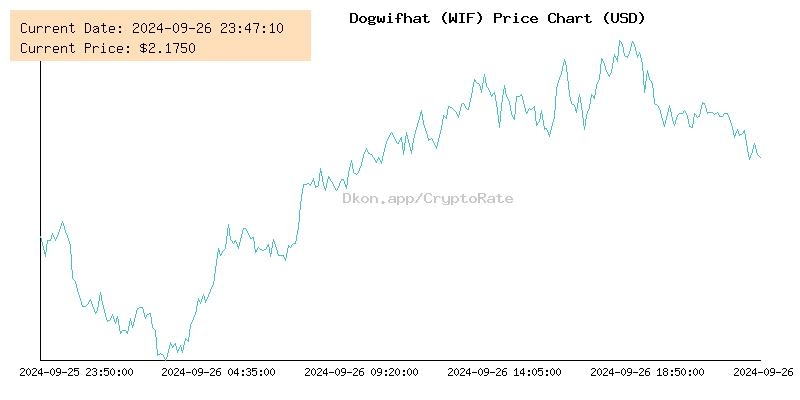 Dogwifhat (WIF) Price Chart (USD)
Current Date: 2024-09-26 23:47:10
Current Price: $2.1750
Dkon.app/CryptoRate
2024-09-25 23:50:00 2024-09-26 04:35:00 2024-09-26 09:20:00 2024-09-26 14:05:00 2024-09-26 18:50:00 2024-09-26